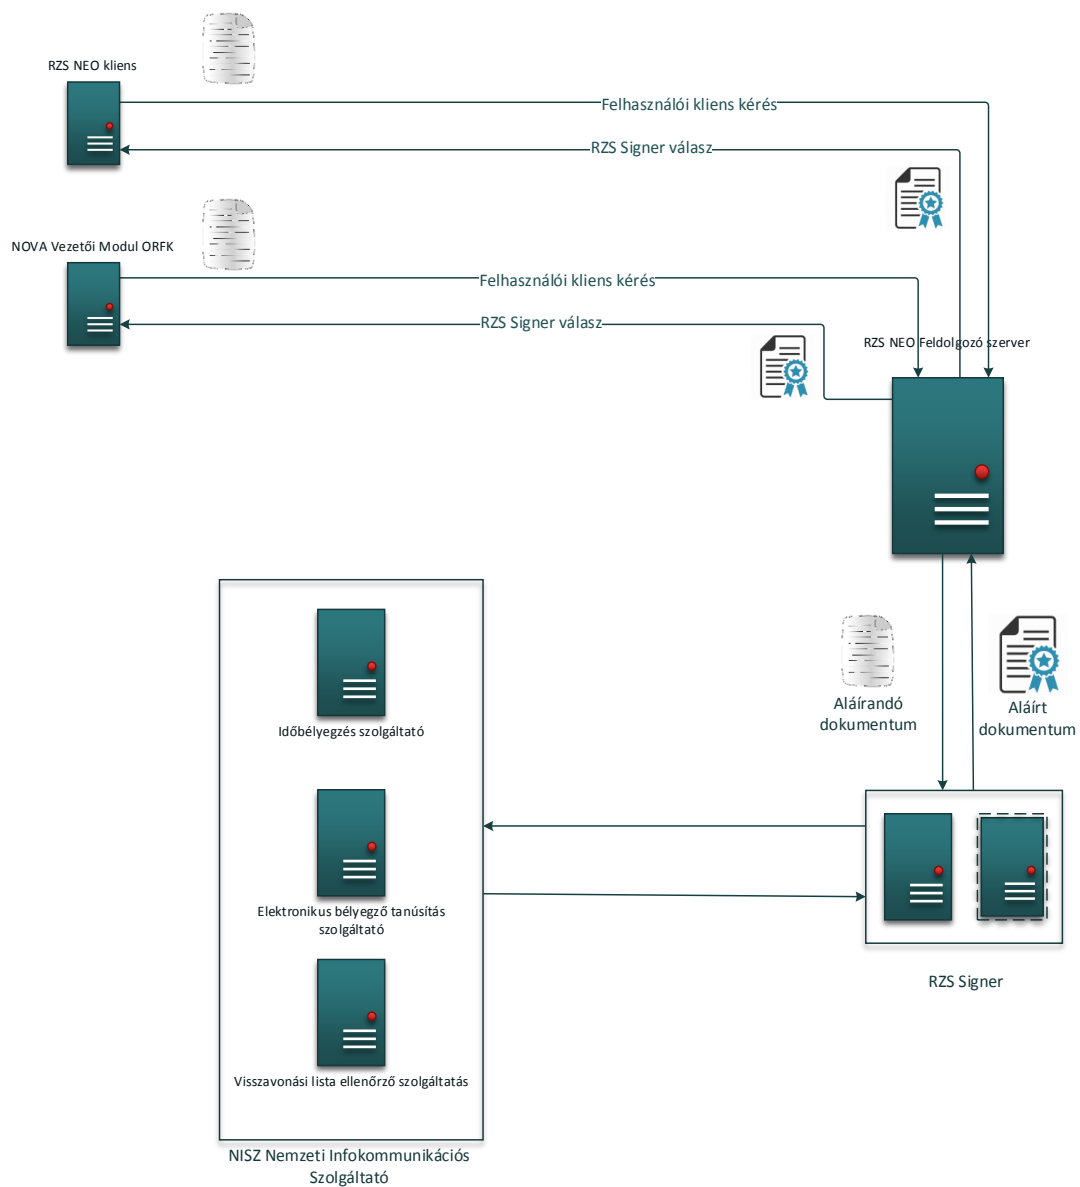 RZS NEO kliens
Felhasználói kliens kérés
RZS Signer válasz
NOVA Vezetői Modul ORFK
Felhasználói kliens kérés
RZS Signer válasz
RZS NEO Feldolgozó szerver
Aláírandó
dokumentum
Aláírt
dokumentum
Időbélyegzés szolgáltató
Elektronikus bélyegző tanúsítás
szolgáltató
RZS Signer
Visszavonási lista ellenőrző szolgáltatás
NISZ Nemzeti Infokommunikációs
Szolgáltató